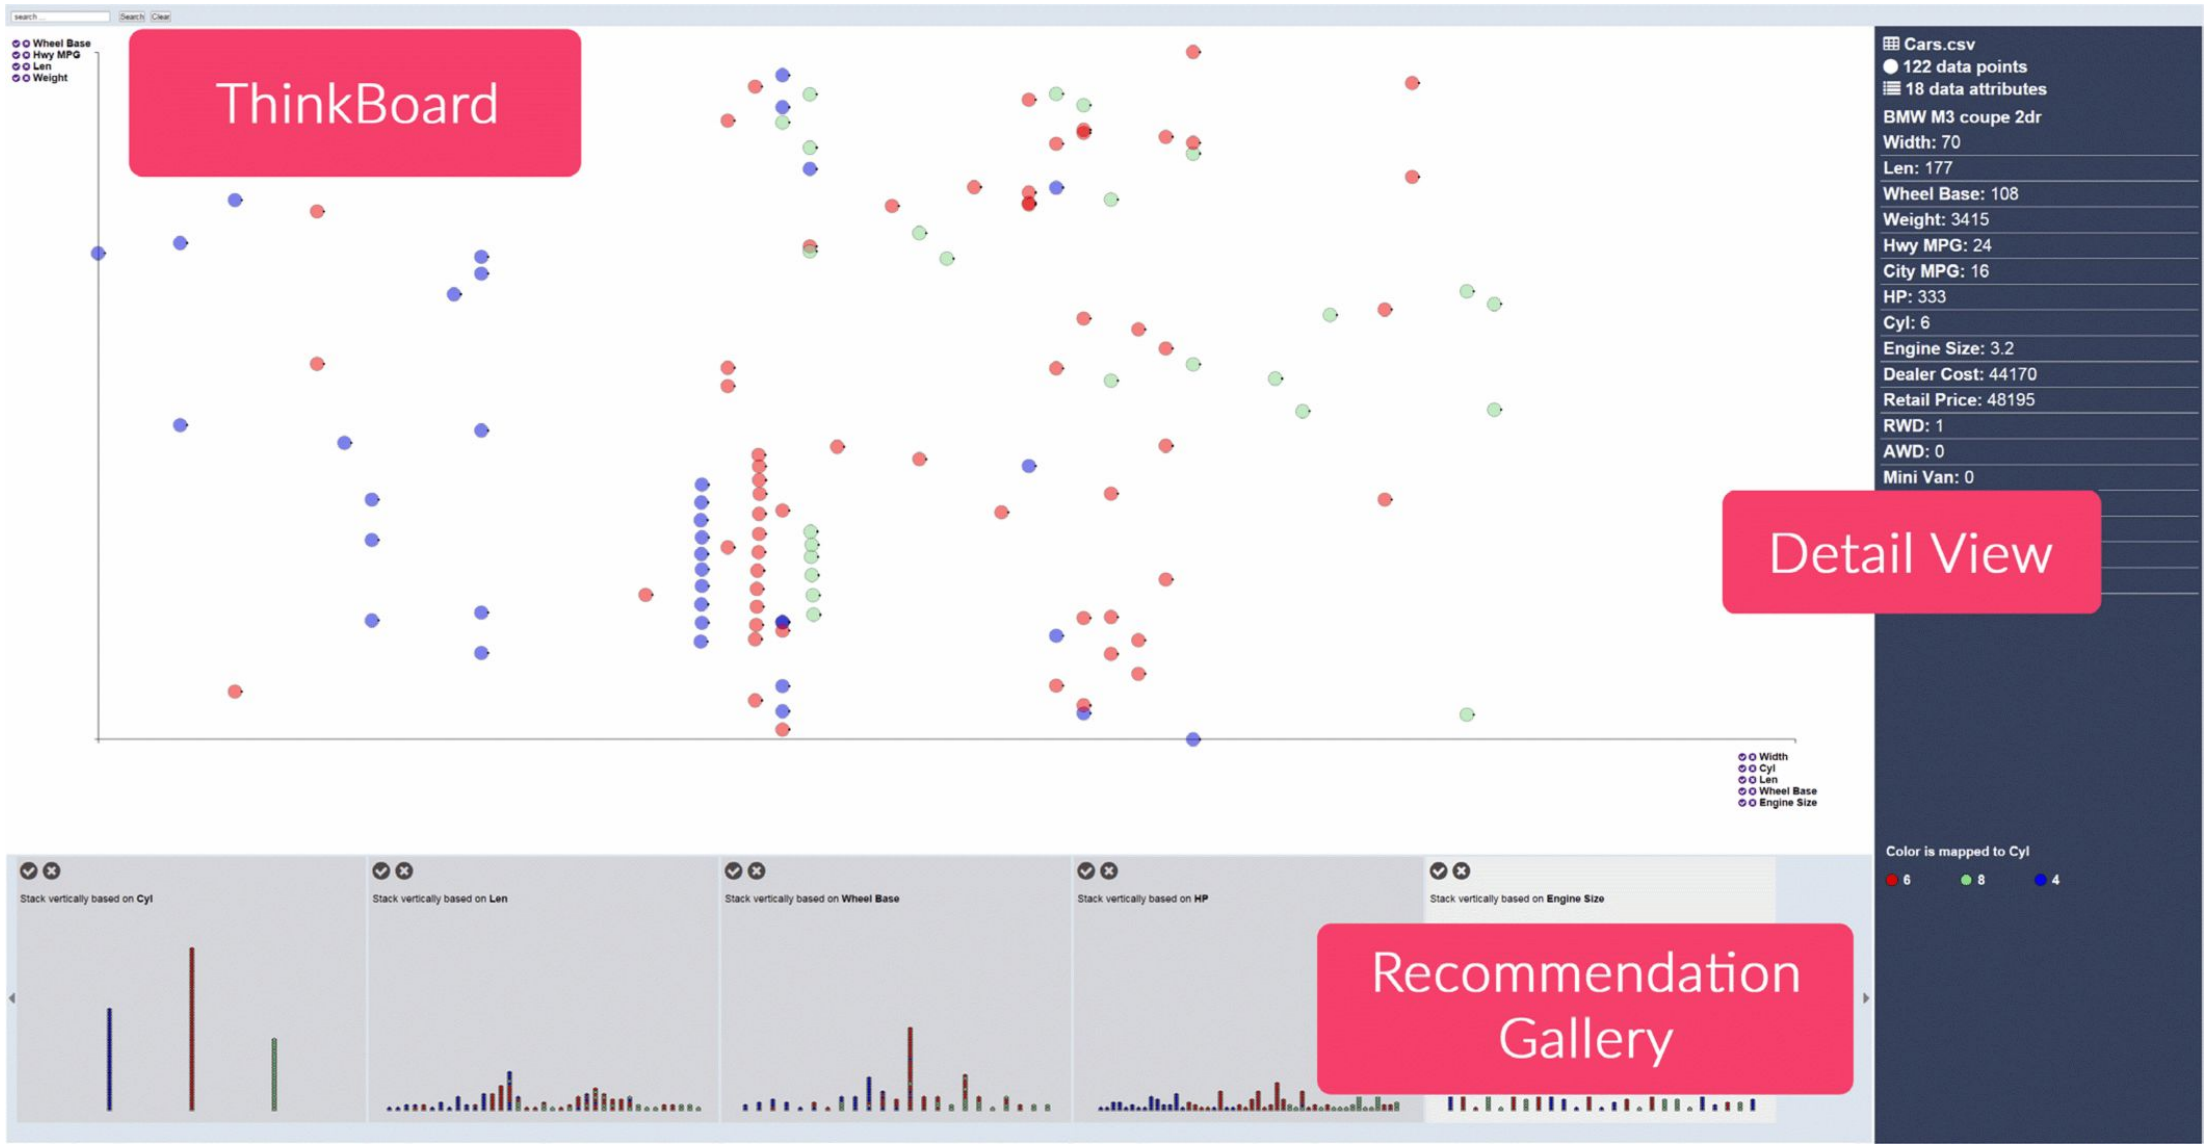 search ...
Search
Clear
Wheel Base
Hwy MPG
Len
Weight
ThinkBoard
Cars.csv
122 data points
18 data attributes
BMW M3 coupe 2dr
Width: 70
Len: 177
Wheel Base: 108
Weight: 3415
Hwy MPG: 24
City MPG: 16
HP: 333
Cyl: 6
Engine Size: 3.2
Dealer Cost: 44170
Retail Price: 48195
RWD: 1
AWD: 0
Mini Van: 0
Detail View
Width
Cyl
Len
Wheel Base
Engine Size
Color is mapped to Cyl
6
8
4
Stack vertically based on Cyl
Stack vertically based on Len
Stack vertically based on Wheel Base
Stack vertically based on HP
Stack vertically based on Engine Size
Recommendation
Gallery